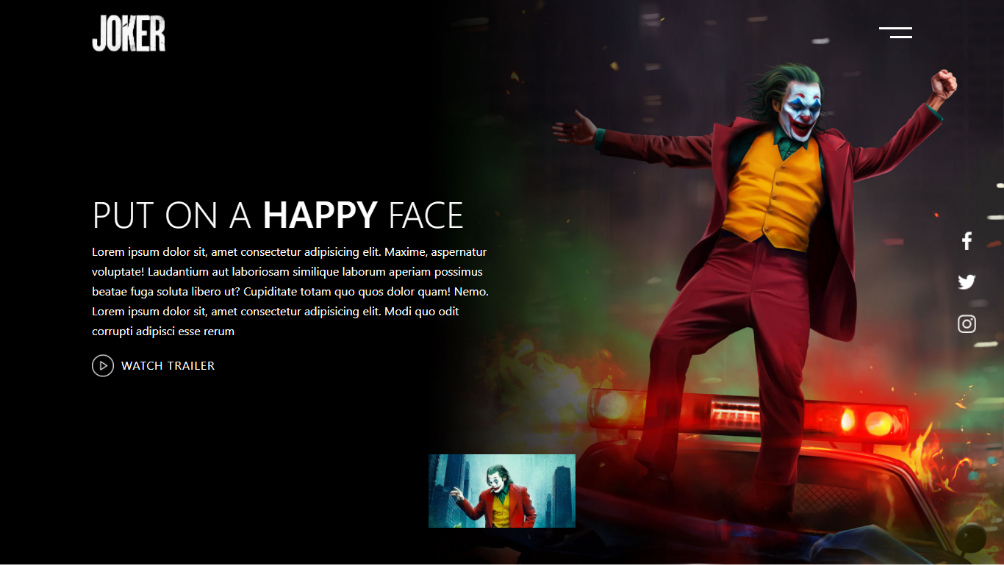 JOKER
PUT ON A HAPPY FACE
Lorem ipsum dolor sit, amet consectetur adipisicing elit. Maxime, aspernatur
voluptate! Laudantium aut laboriosam similique laborum aperiam possimus
beatae fuga soluta libero ut? Cupiditate totam quo quos dolor quam! Nemo.
Lorem ipsum dolor sit, amet consectetur adipisicing elit. Modi quo odit
corrupti adipisci esse rerum
WATCH TRAILER